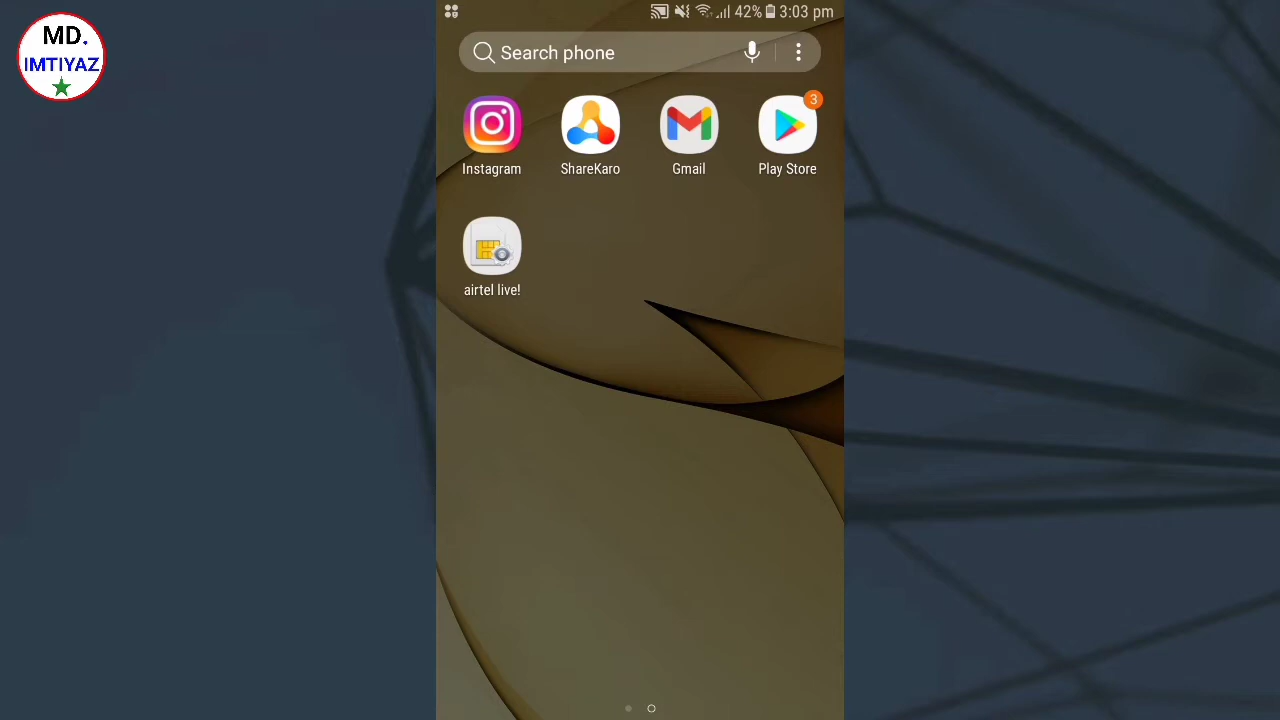 MD.
IMTIYAZ
42% 3:03 pm
Search phone
3
Instagram
ShareKaro
Gmail
Play Store
airtel live!